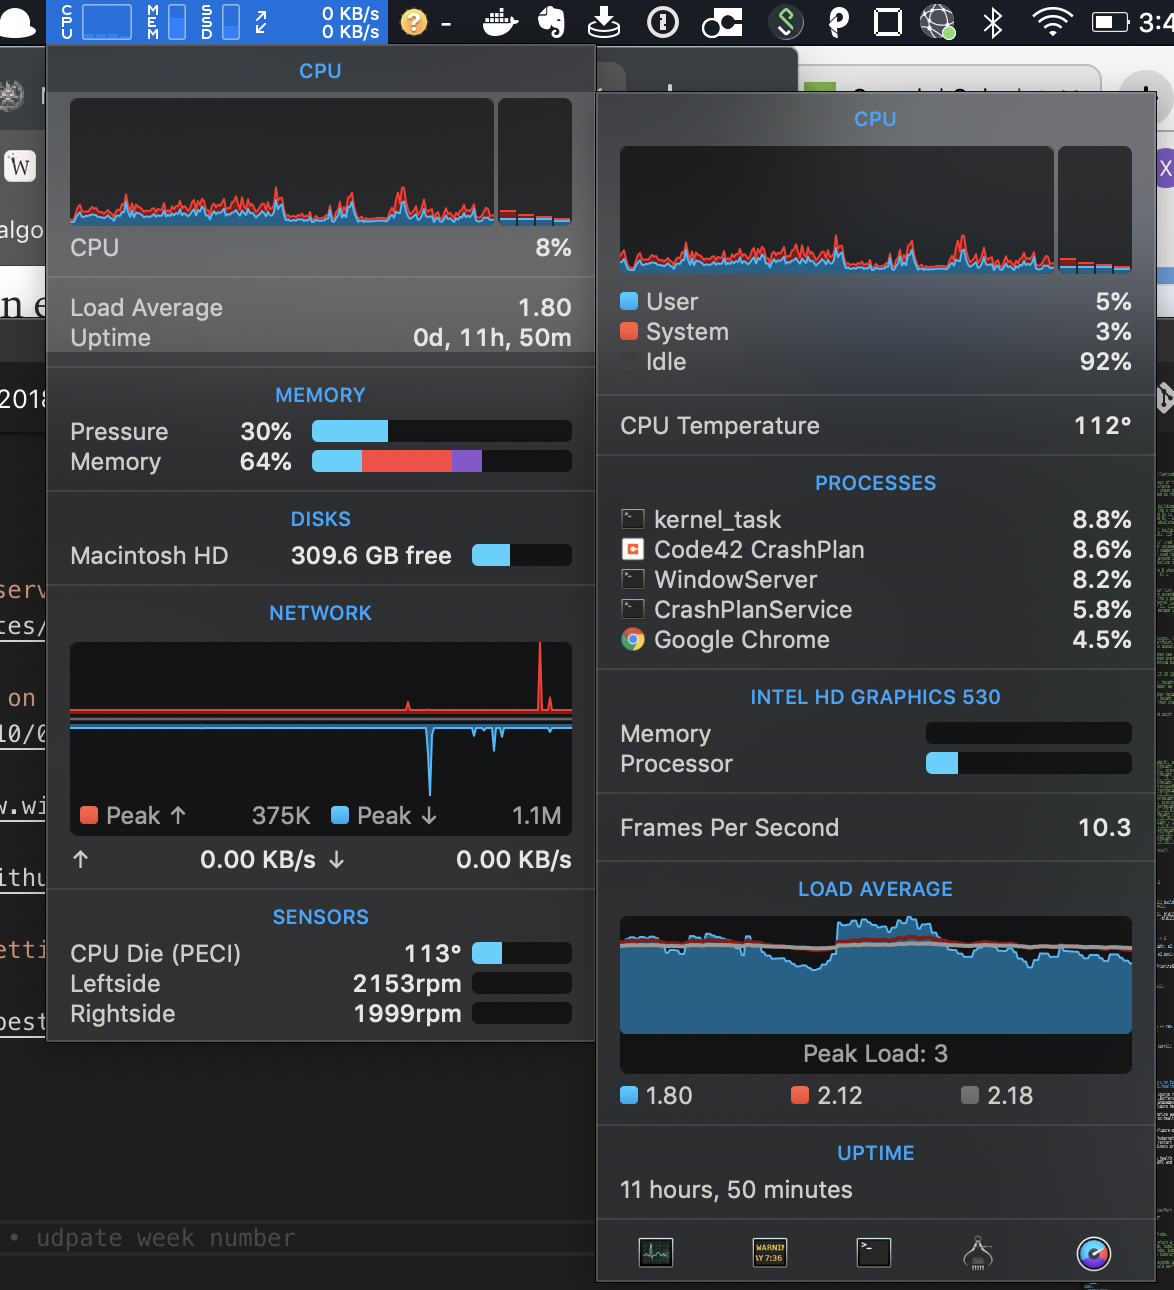 CPU MEM SSD 0 KB/s
0 KB/s
3:4
CPU
CPU 8%
Load Average 1.80
Uptime 0d, 11h, 50m
MEMORY
Pressure 30%
Memory 64%
DISKS
Macintosh HD 309.6 GB free
NETWORK
Peak ↑ 375K Peak ↓ 1.1M
↑ 0.00 KB/s ↓ 0.00 KB/s
SENSORS
CPU Die (PECI) 113°
Leftside 2153rpm
Rightside 1999rpm
CPU
User 5%
System 3%
Idle 92%
CPU Temperature 112°
PROCESSES
kernel_task 8.8%
Code42 CrashPlan 8.6%
WindowServer 8.2%
CrashPlanService 5.8%
Google Chrome 4.5%
INTEL HD GRAPHICS 530
Memory
Processor
Frames Per Second 10.3
LOAD AVERAGE
Peak Load: 3
1.80 2.12 2.18
UPTIME
11 hours, 50 minutes
WARNIN
AY 7:36
W
X
algo
n e
2018
serv
tes/
on
10/0
w.wi
ithu
etti
pest
• udpate week number